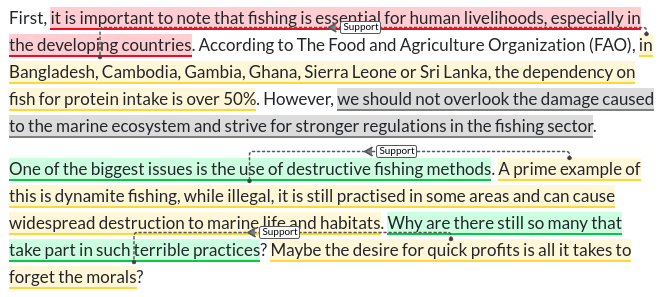 First, it is important to note that fishing is essential for human livelihoods, especially in
Support
the developing countries. According to The Food and Agriculture Organization (FAO), in
Bangladesh, Cambodia, Gambia, Ghana, Sierra Leone or Sri Lanka, the dependency on
fish for protein intake is over 50%. However, we should not overlook the damage caused
to the marine ecosystem and strive for stronger regulations in the fishing sector.
Support
One of the biggest issues is the use of destructive fishing methods. A prime example of
this is dynamite fishing, while illegal, it is still practised in some areas and can cause
widespread destruction to marine life and habitats. Why are there still so many that
Support
take part in such terrible practices? Maybe the desire for quick profits is all it takes to
forget the morals?